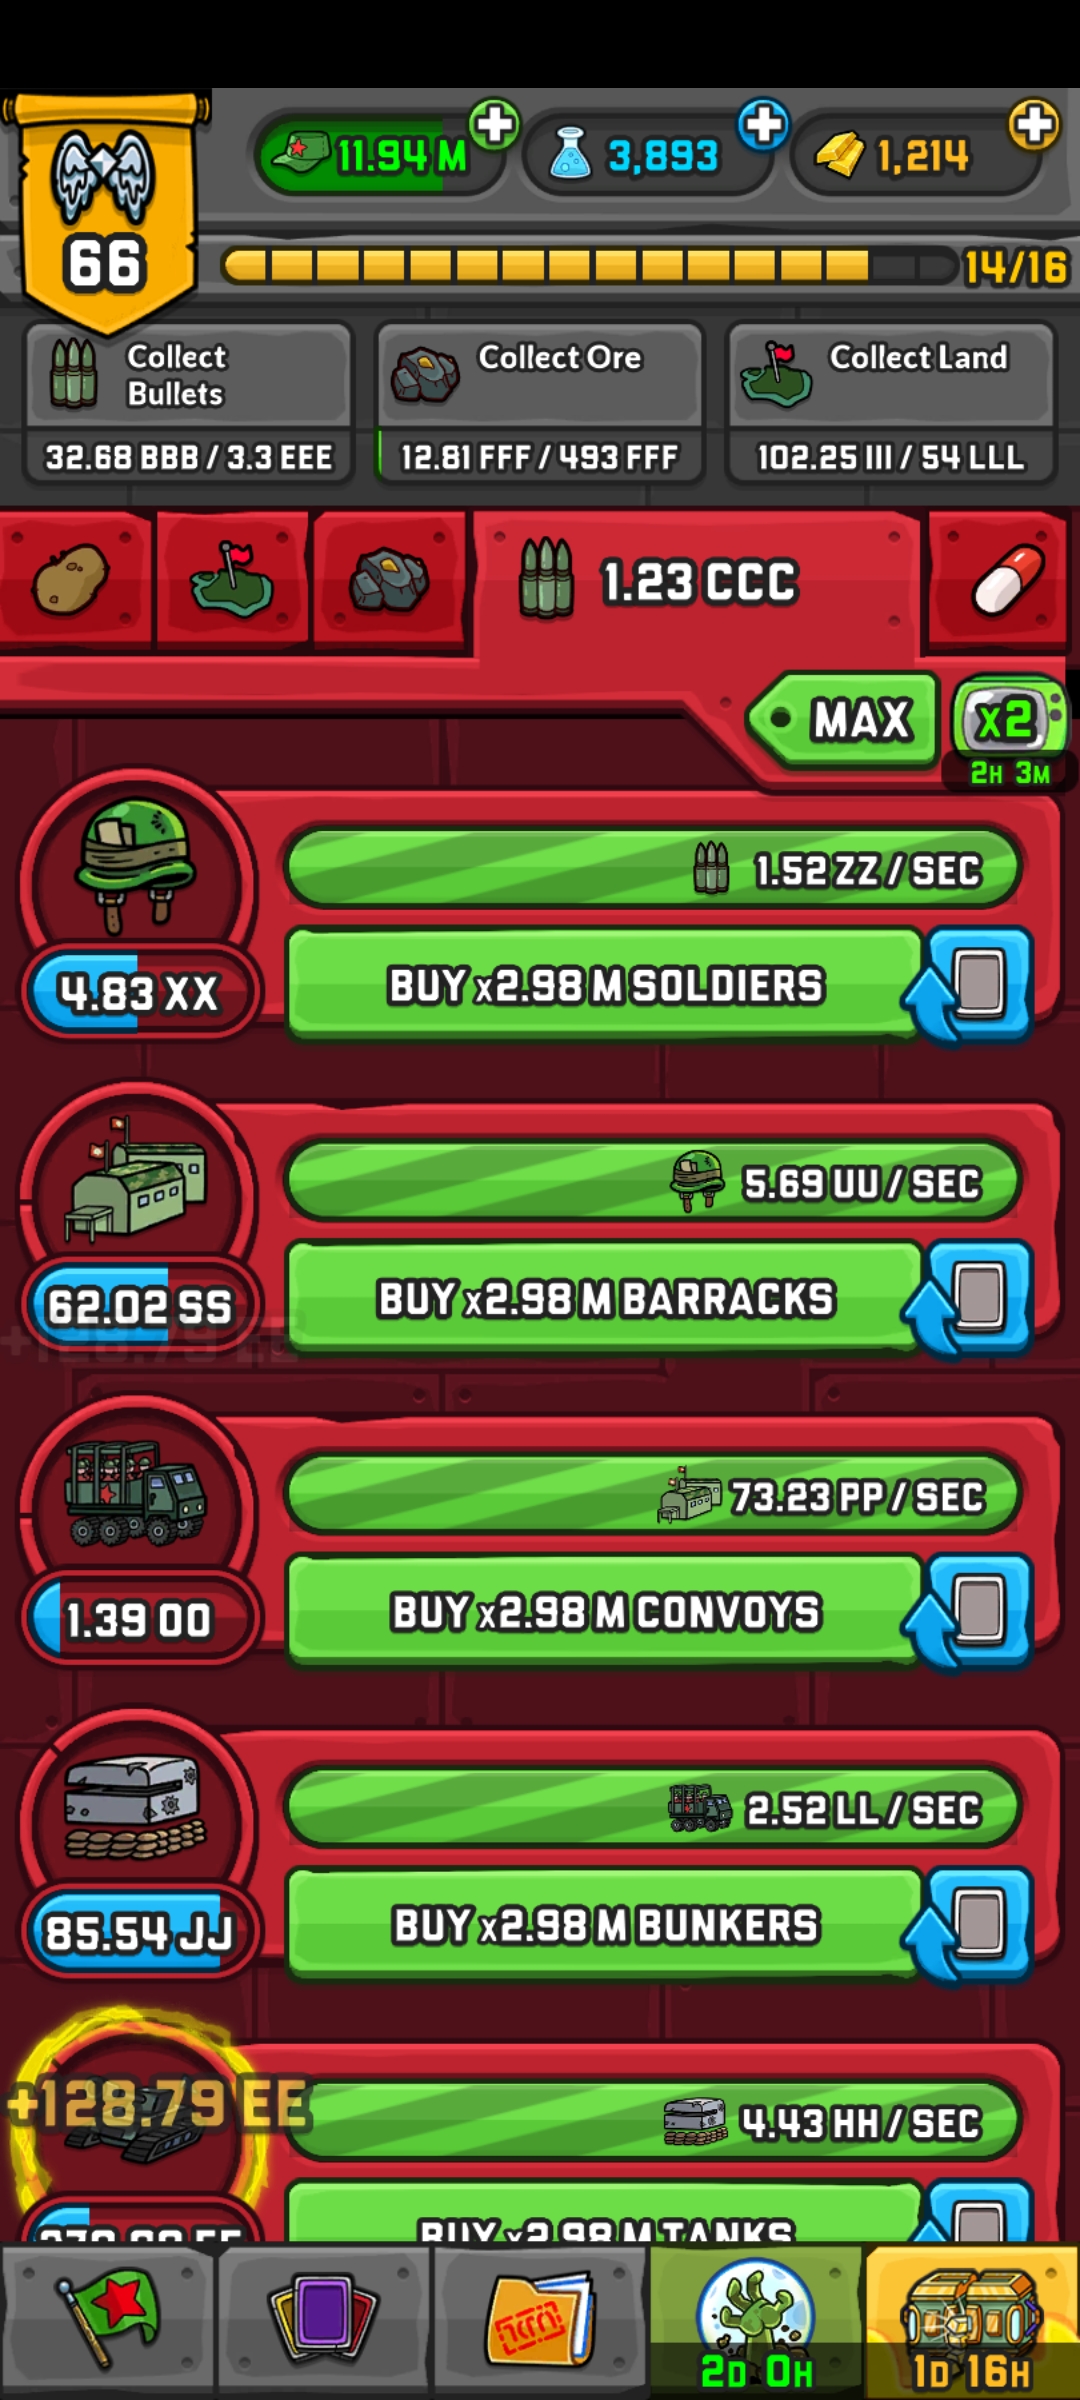 11.94 M
3,893
1,214
66
14/16
Collect
Bullets
32.68 BBB / 3.3 EEE
Collect Ore
12.81 FFF / 493 FFF
Collect Land
102.25 III / 54 LLL
1.23 CCC
MAX
x2
2H 3M
1.52 ZZ / SEC
4.83 XX
BUY x2.98 M SOLDIERS
5.69 UU / SEC
62.02 SS
BUY x2.98 M BARRACKS
+128.79 EE
73.23 PP / SEC
1.39 OO
BUY x2.98 M CONVOYS
2.52 LL / SEC
85.54 JJ
BUY x2.98 M BUNKERS
+128.79 EE
4.43 HH / SEC
BUY x2.98 M TANKS
2D 0H
1D 16H